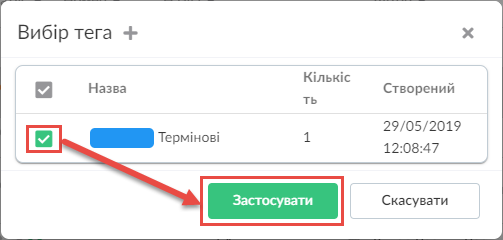 Вибір тега
Назва
Кількіс
ть
Створений
Термінові
1
29/05/2019
12:08:47
Застосувати
Скасувати